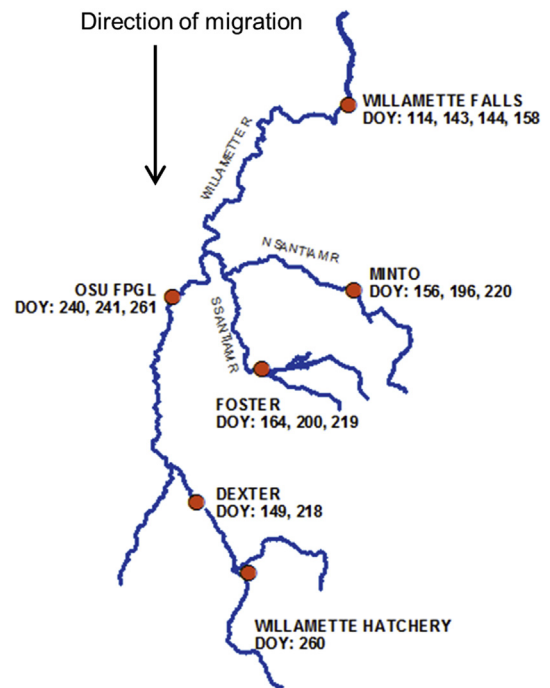 Direction of migration
WILLAMETTE FALLS
DOY: 114, 143, 144, 158
WILLAMETTE R
N SANTIAM R
MINTO
DOY: 156, 196, 220
OSU FPGL
DOY: 240, 241, 261
S SANTIAM R
FOSTER
DOY: 164, 200, 219
DEXTER
DOY: 149, 218
WILLAMETTE HATCHERY
DOY: 260